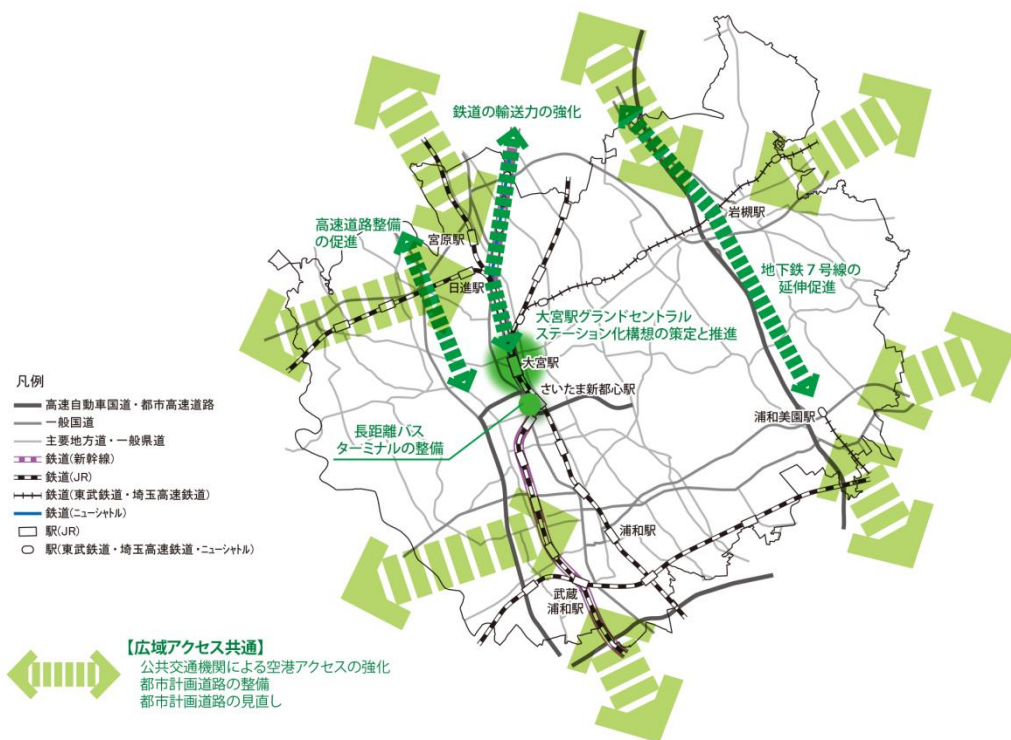 鉄道の輸送力の強化
高速道路整備
の促進
宮原駅
日進駅
岩槻駅
地下鉄7号線の
延伸促進
大宮駅グランドセントラル
ステーション化構想の策定と推進
大宮駅
さいたま新都心駅
浦和美園駅
長距離バス
ターミナルの整備
浦和駅
武蔵
浦和駅
凡例
高速自動車国道・都市高速道路
一般国道
主要地方道・一般県道
鉄道(新幹線)
鉄道(JR)
鉄道(東武鉄道・埼玉高速鉄道)
鉄道(ニューシャトル)
駅(JR)
駅(東武鉄道・埼玉高速鉄道・ニューシャトル)
【広域アクセス共通】
公共交通機関による空港アクセスの強化
都市計画道路の整備
都市計画道路の見直し